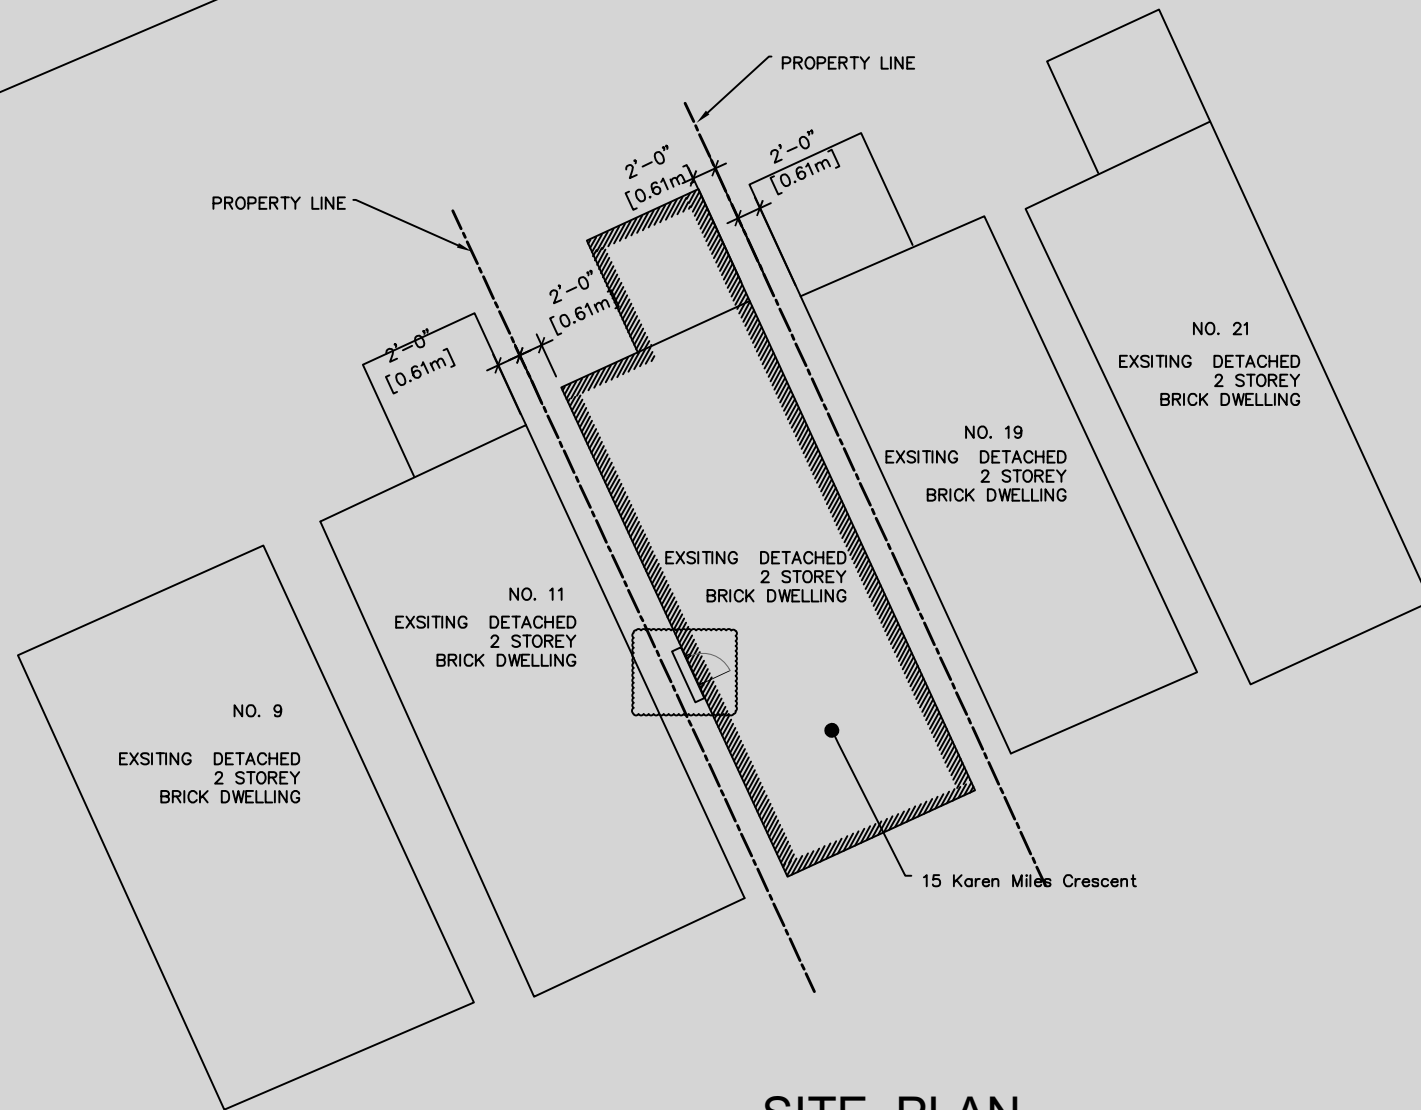 PROPERTY LINE
2'-0"
[0.61m]
2'-0"
[0.61m]
PROPERTY LINE
2'-0"
[0.61m]
2'-0"
[0.61m]
NO. 21
EXSITING DETACHED
2 STOREY
BRICK DWELLING
NO. 19
EXSITING DETACHED
2 STOREY
BRICK DWELLING
EXSITING DETACHED
2 STOREY
BRICK DWELLING
NO. 11
EXSITING DETACHED
2 STOREY
BRICK DWELLING
NO. 9
EXSITING DETACHED
2 STOREY
BRICK DWELLING
15 Karen Miles Crescent
SITE PLAN